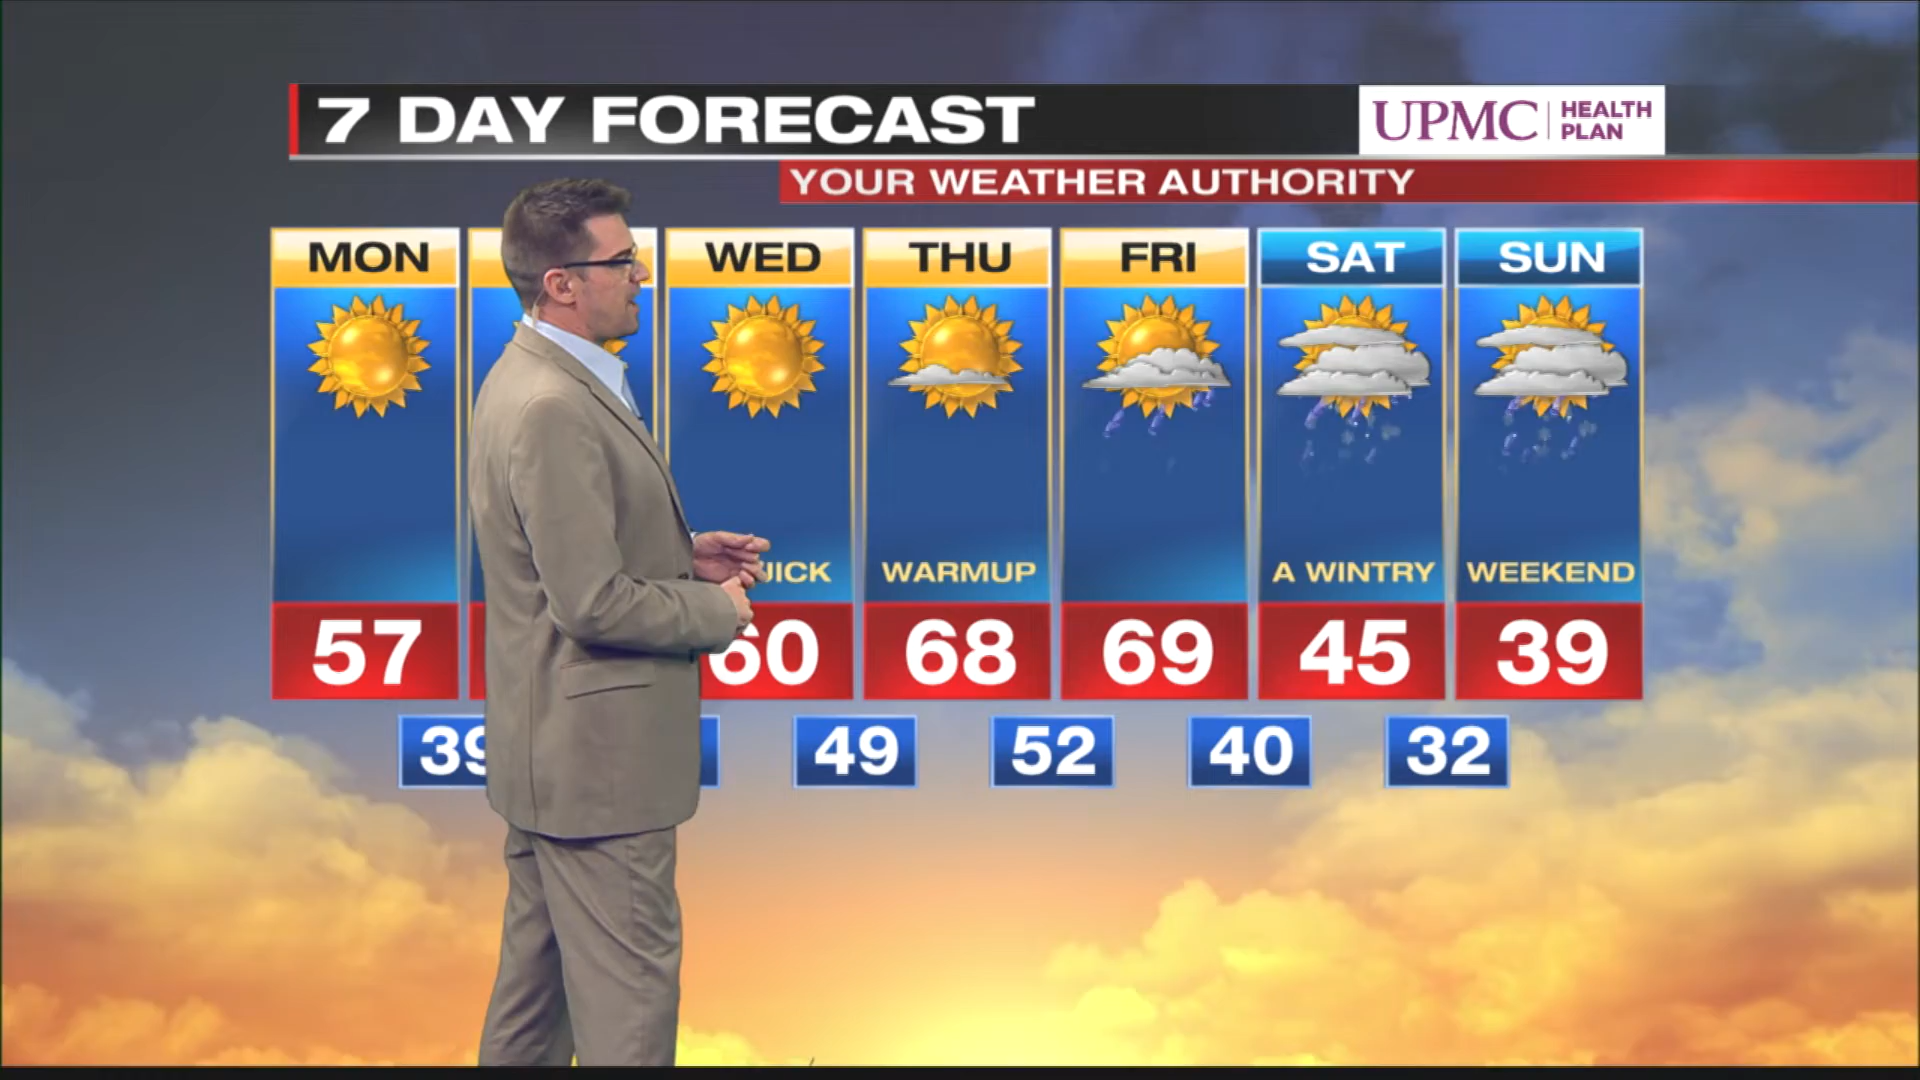 7 DAY FORECAST
UPMC HEALTH PLAN
YOUR WEATHER AUTHORITY
MON WED THU FRI SAT SUN
WARMUP A WINTRY WEEKEND
57 60 68 69 45 39
49 52 40 32